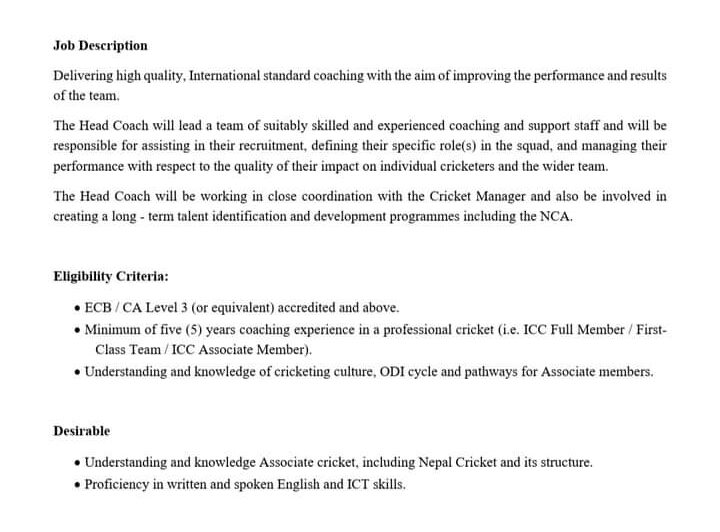 Job Description
Delivering high quality, International standard coaching with the aim of improving the performance and results
of the team.
The Head Coach will lead a team of suitably skilled and experienced coaching and support staff and will be
responsible for assisting in their recruitment, defining their specific role(s) in the squad, and managing their
performance with respect to the quality of their impact on individual cricketers and the wider team.
The Head Coach will be working in close coordination with the Cricket Manager and also be involved in
creating a long - term talent identification and development programmes including the NCA.
Eligibility Criteria:
• ECB / CA Level 3 (or equivalent) accredited and above.
• Minimum of five (5) years coaching experience in a professional cricket (i.e. ICC Full Member / First-
Class Team / ICC Associate Member).
• Understanding and knowledge of cricketing culture, ODI cycle and pathways for Associate members.
Desirable
• Understanding and knowledge Associate cricket, including Nepal Cricket and its structure.
• Proficiency in written and spoken English and ICT skills.